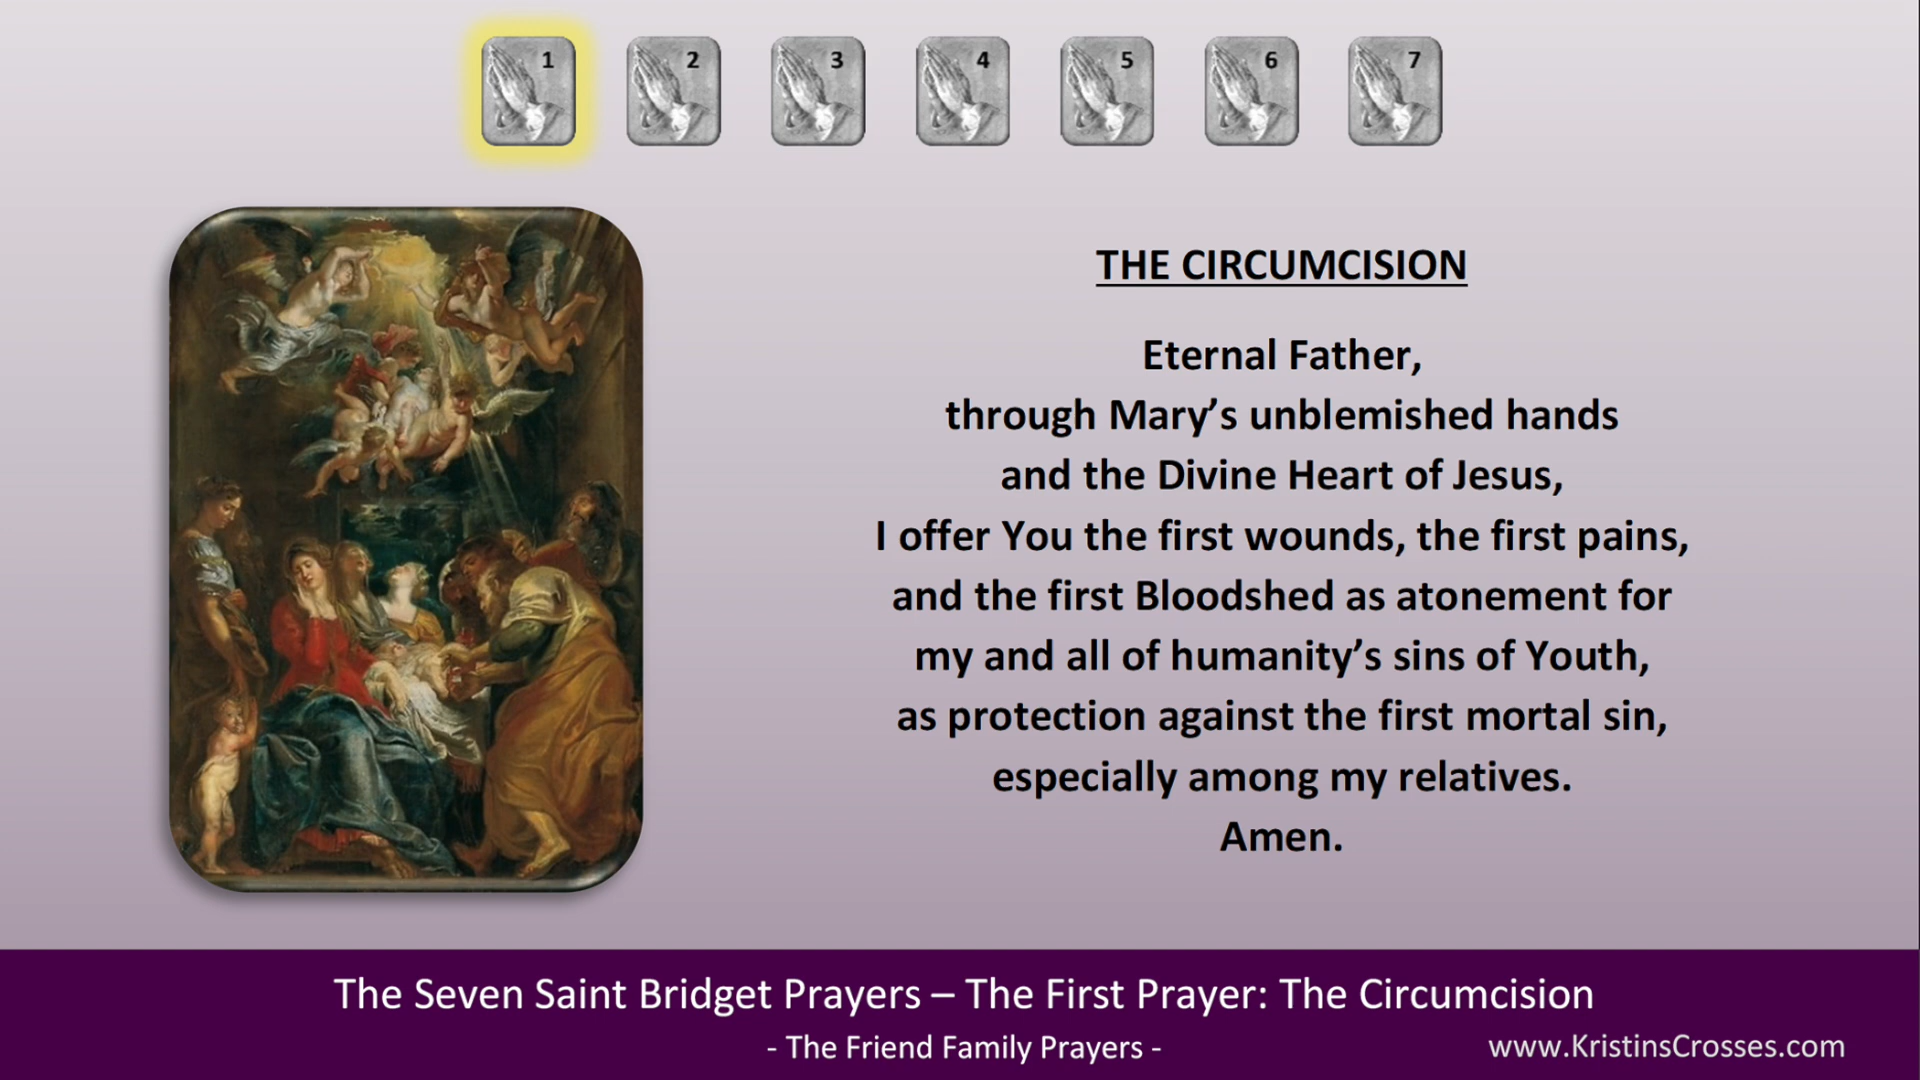 1 2 3 4 5 6 7
THE CIRCUMCISION
Eternal Father,
through Mary’s unblemished hands
and the Divine Heart of Jesus,
I offer You the first wounds, the first pains,
and the first Bloodshed as atonement for
my and all of humanity’s sins of Youth,
as protection against the first mortal sin,
especially among my relatives.
Amen.
The Seven Saint Bridget Prayers – The First Prayer: The Circumcision
- The Friend Family Prayers -
www.KristinsCrosses.com